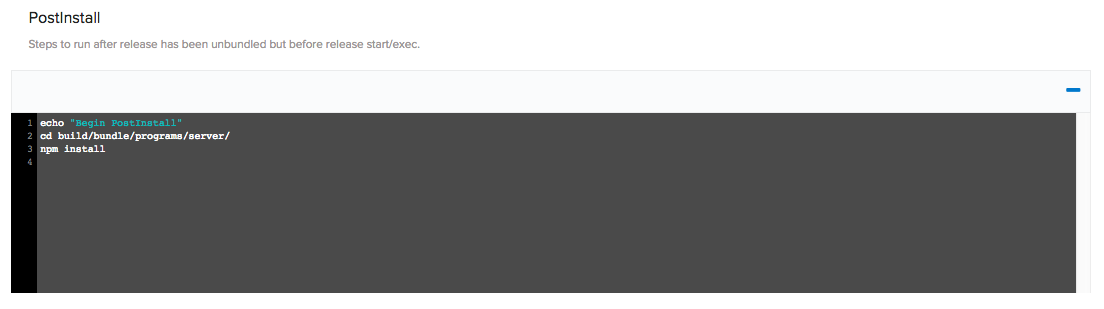 PostInstall
Steps to run after release has been unbundled but before release start/exec.
1 echo "Begin PostInstall"
2 cd build/bundle/programs/server/
3 npm install
4